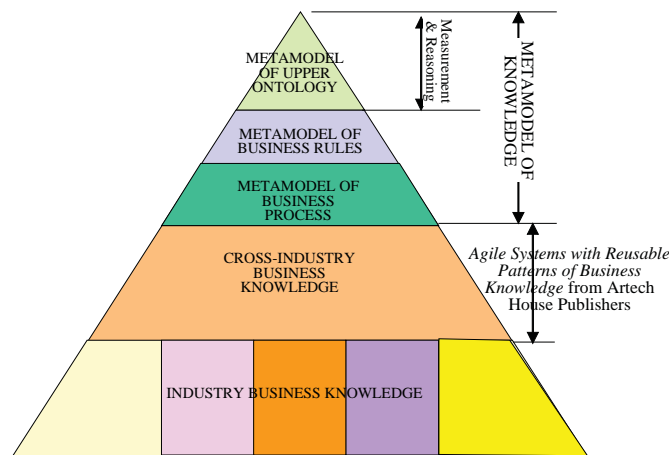 METAMODEL
OF UPPER
ONTOLOGY
Measurement
& Reasoning
METAMODEL OF
KNOWLEDGE
METAMODEL OF
BUSINESS RULES
METAMODEL OF
BUSINESS
PROCESS
CROSS-INDUSTRY
BUSINESS
KNOWLEDGE
Agile Systems with Reusable
Patterns of Business
Knowledge from Artech
House Publishers
INDUSTRY BUSINESS KNOWLEDGE